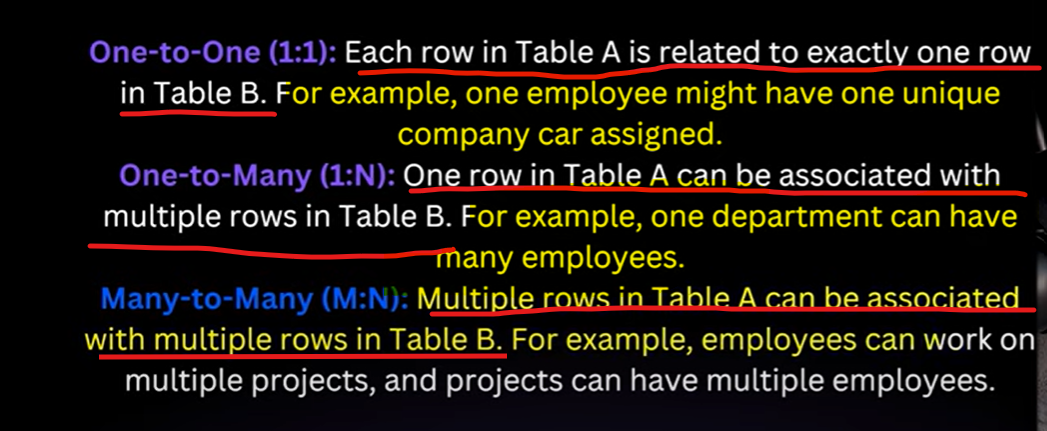 One-to-One (1:1): Each row in Table A is related to exactly one row
in Table B. For example, one employee might have one unique
company car assigned.
One-to-Many (1:N): One row in Table A can be associated with
multiple rows in Table B. For example, one department can have
many employees.
Many-to-Many (M:N): Multiple rows in Table A can be associated
with multiple rows in Table B. For example, employees can work on
multiple projects, and projects can have multiple employees.